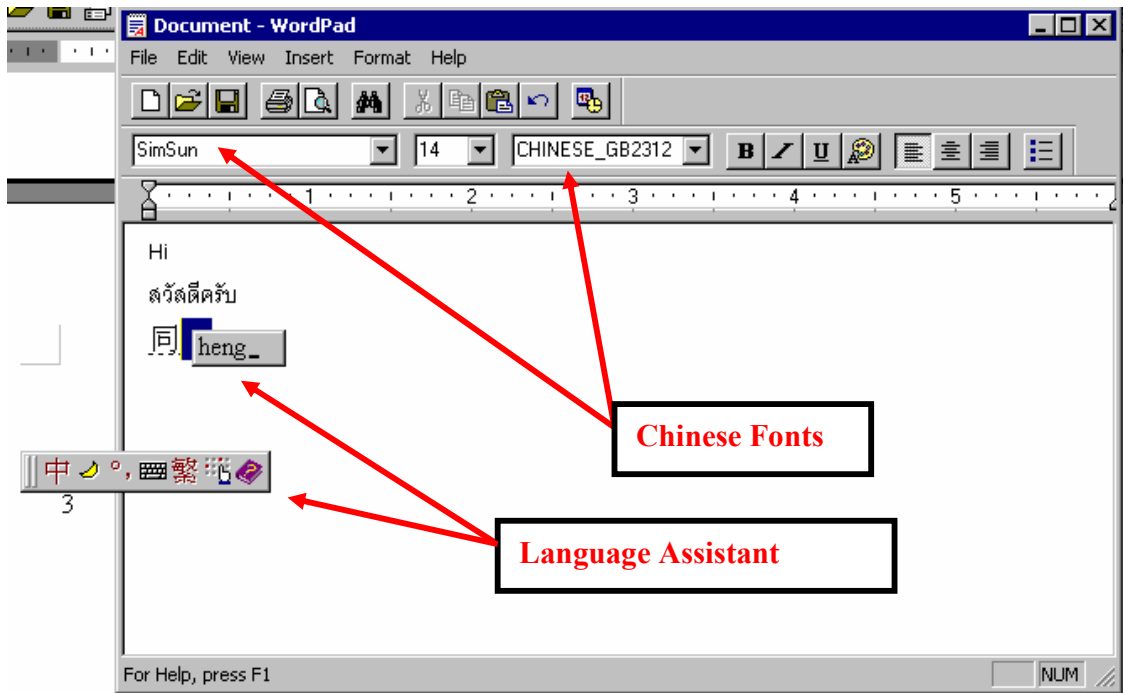 Document - WordPad
File Edit View Insert Format Help
SimSun 14 CHINESE_GB2312 B I U
1 2 3 4 5
Hi
สวัสดีครับ
同
heng_
Chinese Fonts
中 °, 繁
3
Language Assistant
For Help, press F1 NUM